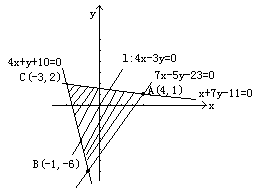 y
4x+y+10=0
l:4x-3y=0
C(-3,2)
7x-5y-23=0
A(4,1)
x+7y-11=0
x
B(-1,-6)